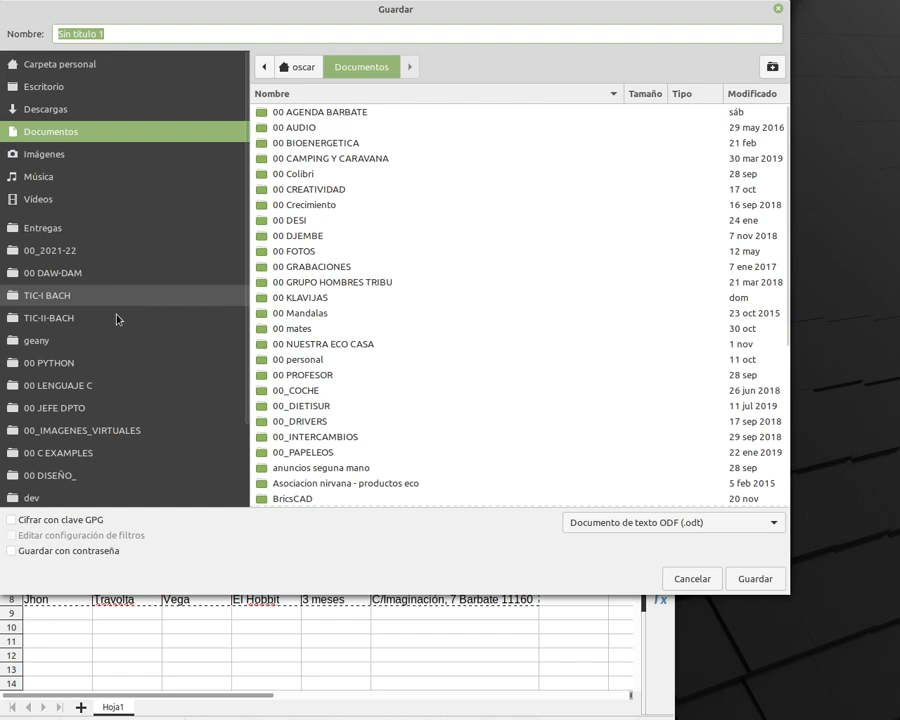 Guardar
Nombre: Sin título 1
Carpeta personal
Escritorio
Descargas
Documentos
Imágenes
Música
Vídeos
Entregas
00_2021-22
00 DAW-DAM
TIC-I BACH
TIC-II-BACH
geany
00 PYTHON
00 LENGUAJE C
00 JEFE DPTO
00_IMAGENES_VIRTUALES
00 C EXAMPLES
00 DISEÑO_
dev
oscar Documentos
Nombre Tamaño Tipo Modificado
00 AGENDA BARBATE sáb
00 AUDIO 29 may 2016
00 BIOENERGETICA 21 feb
00 CAMPING Y CARAVANA 30 mar 2019
00 Colibri 28 sep
00 CREATIVIDAD 17 oct
00 Crecimiento 16 sep 2018
00 DESI 24 ene
00 DJEMBE 7 nov 2018
00 FOTOS 12 may
00 GRABACIONES 7 ene 2017
00 GRUPO HOMBRES TRIBU 21 mar 2018
00 KLAVIJAS dom
00 Mandalas 23 oct 2015
00 mates 30 oct
00 NUESTRA ECO CASA 1 nov
00 personal 11 oct
00 PROFESOR 28 sep
00_COCHE 26 jun 2018
00_DIETISUR 11 jul 2019
00_DRIVERS 17 sep 2018
00_INTERCAMBIOS 29 sep 2018
00_PAPELEOS 22 ene 2019
anuncios seguna mano 28 sep
Asociacion nirvana - productos eco 5 feb 2015
BricsCAD 20 nov
Cifrar con clave GPG
Editar configuración de filtros
Guardar con contraseña
Documento de texto ODF (.odt)
Cancelar Guardar
8 Jhon Travolta Vega El Hobbit 3 meses C/Imaginación, 7 Barbate 11160
9
10
11
12
13
14
Hoja1